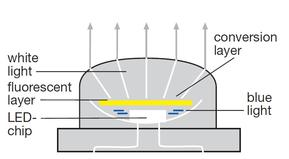 conversion
layer
white
light
fluorescent
layer
blue
light
LED-
chip